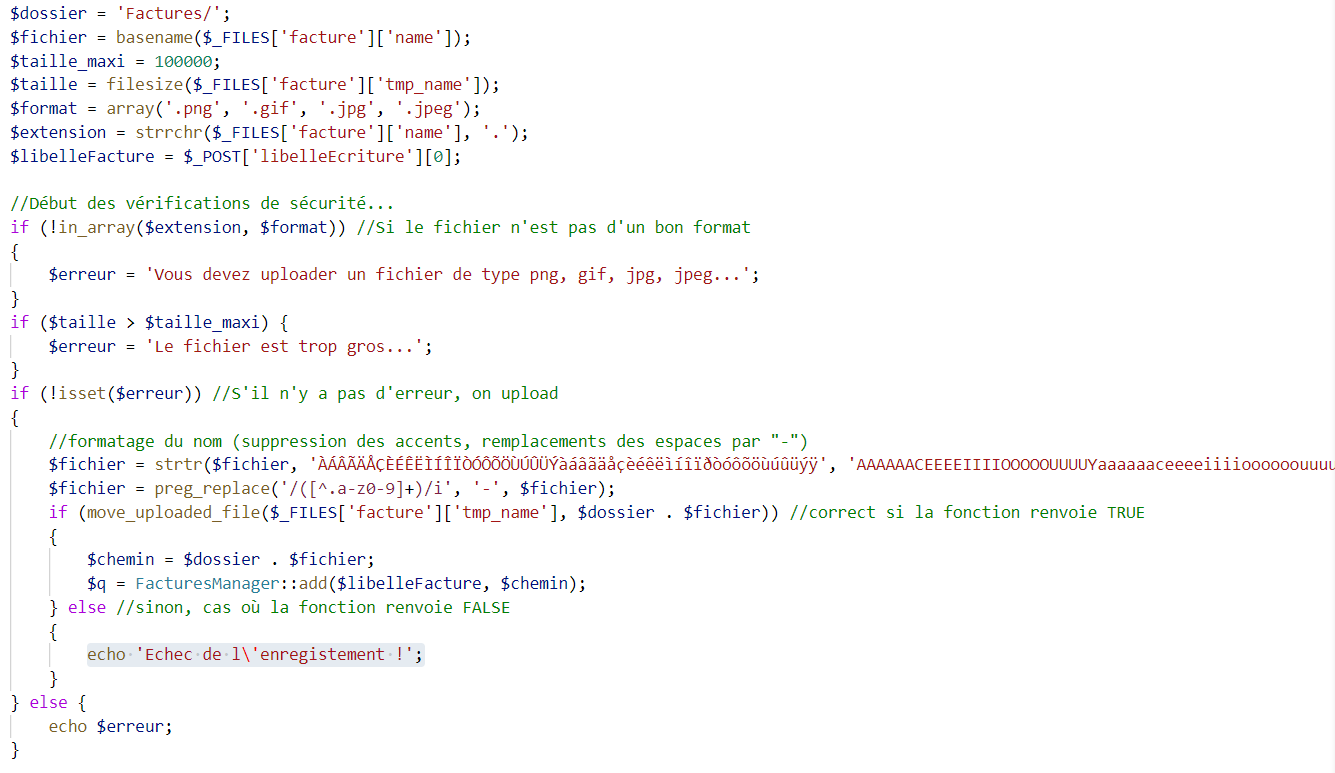 $dossier = 'Factures/';
$fichier = basename($_FILES['facture']['name']);
$taille_maxi = 100000;
$taille = filesize($_FILES['facture']['tmp_name']);
$format = array('.png', '.gif', '.jpg', '.jpeg');
$extension = strrchr($_FILES['facture']['name'], '.');
$libelleFacture = $_POST['libelleEcriture'][0];
//Début des vérifications de sécurité...
if (!in_array($extension, $format)) //Si le fichier n'est pas d'un bon format
{
$erreur = 'Vous devez uploader un fichier de type png, gif, jpg, jpeg...';
}
if ($taille > $taille_maxi) {
$erreur = 'Le fichier est trop gros...';
}
if (!isset($erreur)) //S'il n'y a pas d'erreur, on upload
{
//formatage du nom (suppression des accents, remplacements des espaces par "-")
$fichier = strtr($fichier, 'ÀÁÂÃÄÅÇÈÉÊËÌÍÎÏÒÓÔÕÖÙÚÛÜÝàáâãäåçèéêëìíîïðòóôõöùúûüýÿ', 'AAAAAACEEEEIIIIOOOOOUUUUYaaaaaaceeeeiiiioooooouuuu
$fichier = preg_replace('/([^.a-z0-9]+)/i', '-', $fichier);
if (move_uploaded_file($_FILES['facture']['tmp_name'], $dossier . $fichier)) //correct si la fonction renvoie TRUE
{
$chemin = $dossier . $fichier;
$q = FacturesManager::add($libelleFacture, $chemin);
} else //sinon, cas où la fonction renvoie FALSE
{
echo 'Echec de l\'enregistement !';
}
} else {
echo $erreur;
}